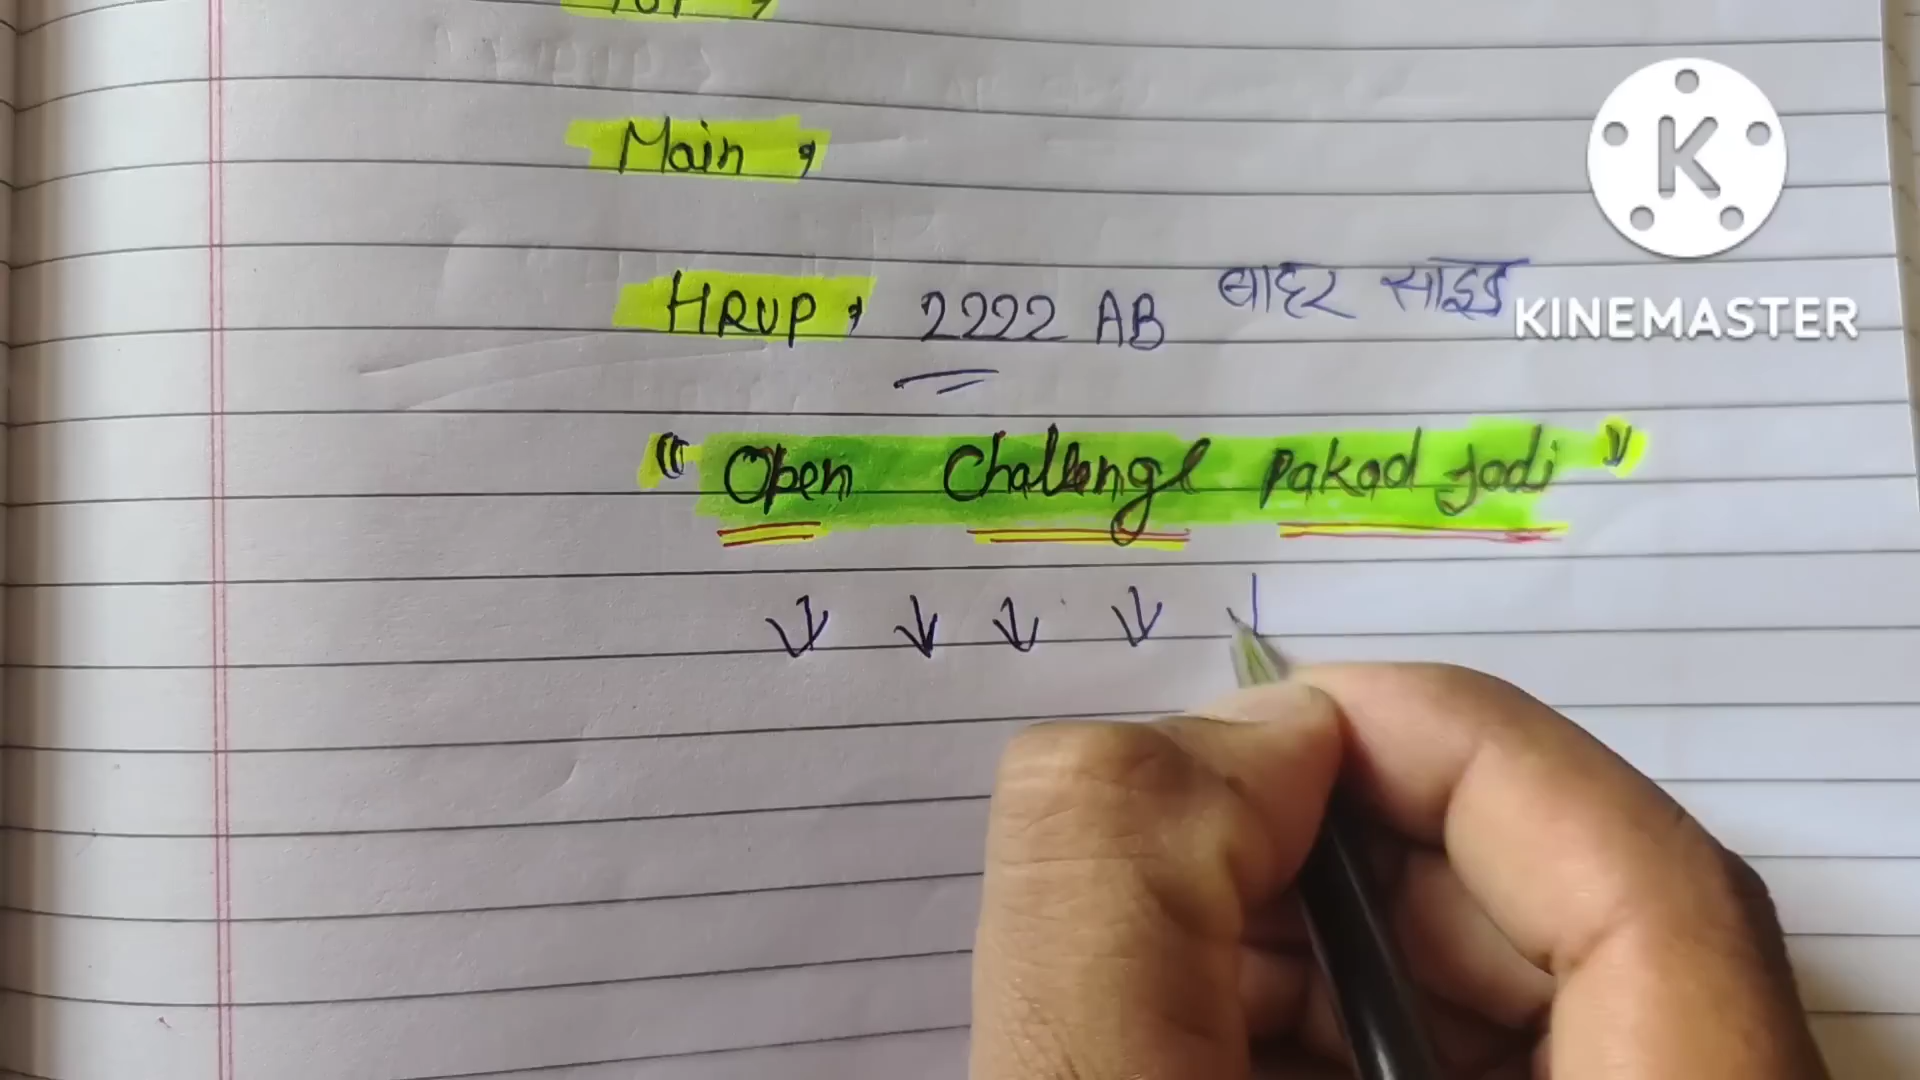 Main ,
HRUP, 2222 AB बाहर साइड
KINEMASTER
" Open Challenge Pakad Jodi "